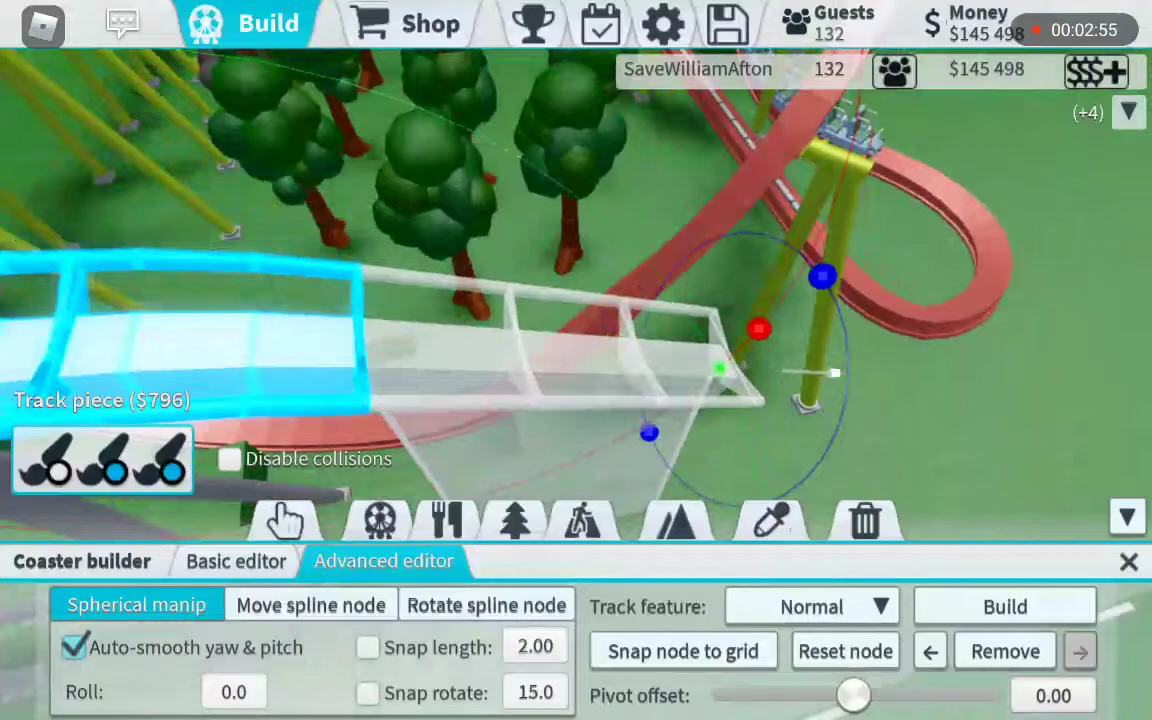 Build
Shop
Guests
132
$ Money
$145 498
00:02:55
SaveWilliamAfton 132 $145 498 $$$+
(+4)
Track piece ($796)
Disable collisions
Coaster builder Basic editor Advanced editor
Spherical manip Move spline node Rotate spline node Track feature: Normal Build
Auto-smooth yaw & pitch Snap length: 2.00 Snap node to grid Reset node Remove
Roll: 0.0 Snap rotate: 15.0 Pivot offset: 0.00